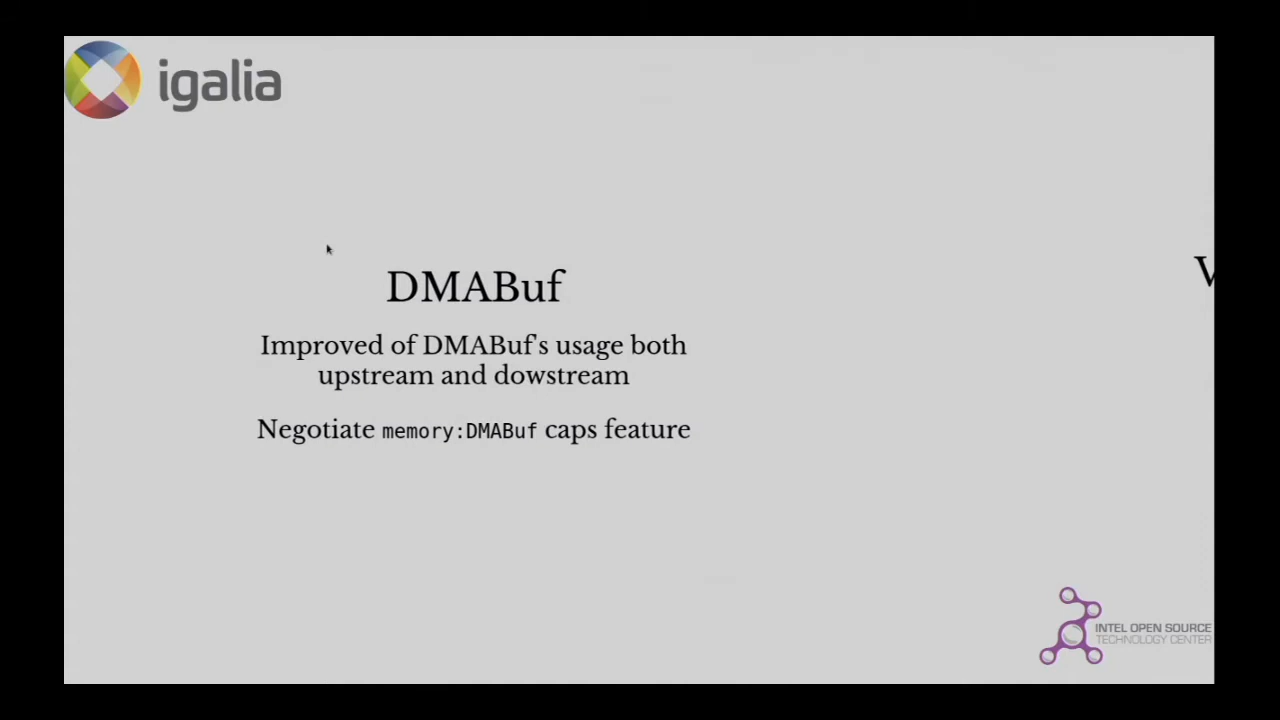 igalia
DMABuf
V
Improved of DMABuf's usage both
upstream and dowstream
Negotiate memory:DMABuf caps feature
INTEL OPEN SOURCE
TECHNOLOGY CENTER